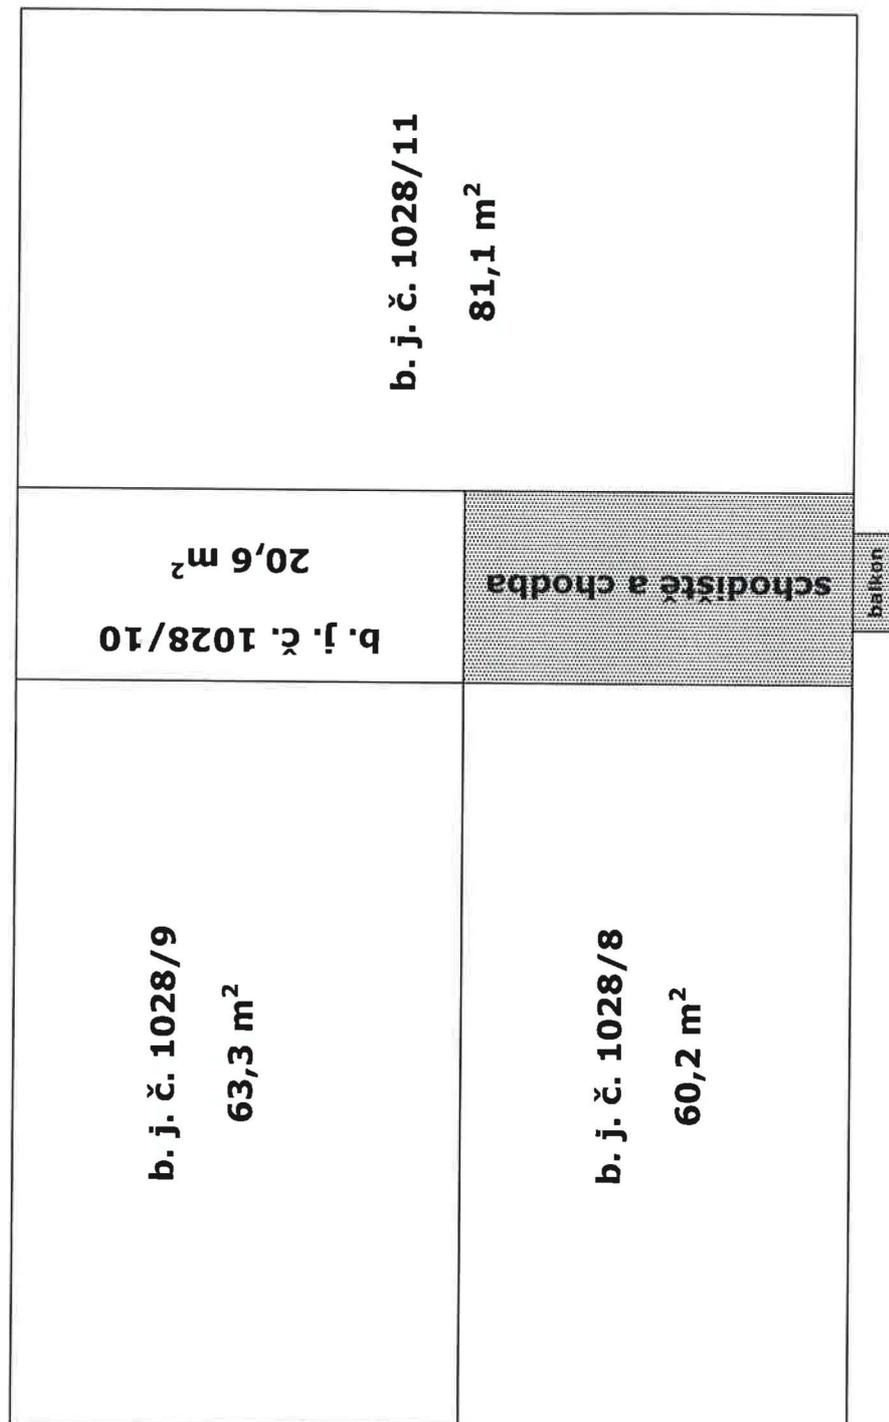 b. j. č. 1028/11
81,1 m²
b. j. č. 1028/10
20,6 m²
schodiště a chodba
balkon
b. j. č. 1028/9
63,3 m²
b. j. č. 1028/8
60,2 m²